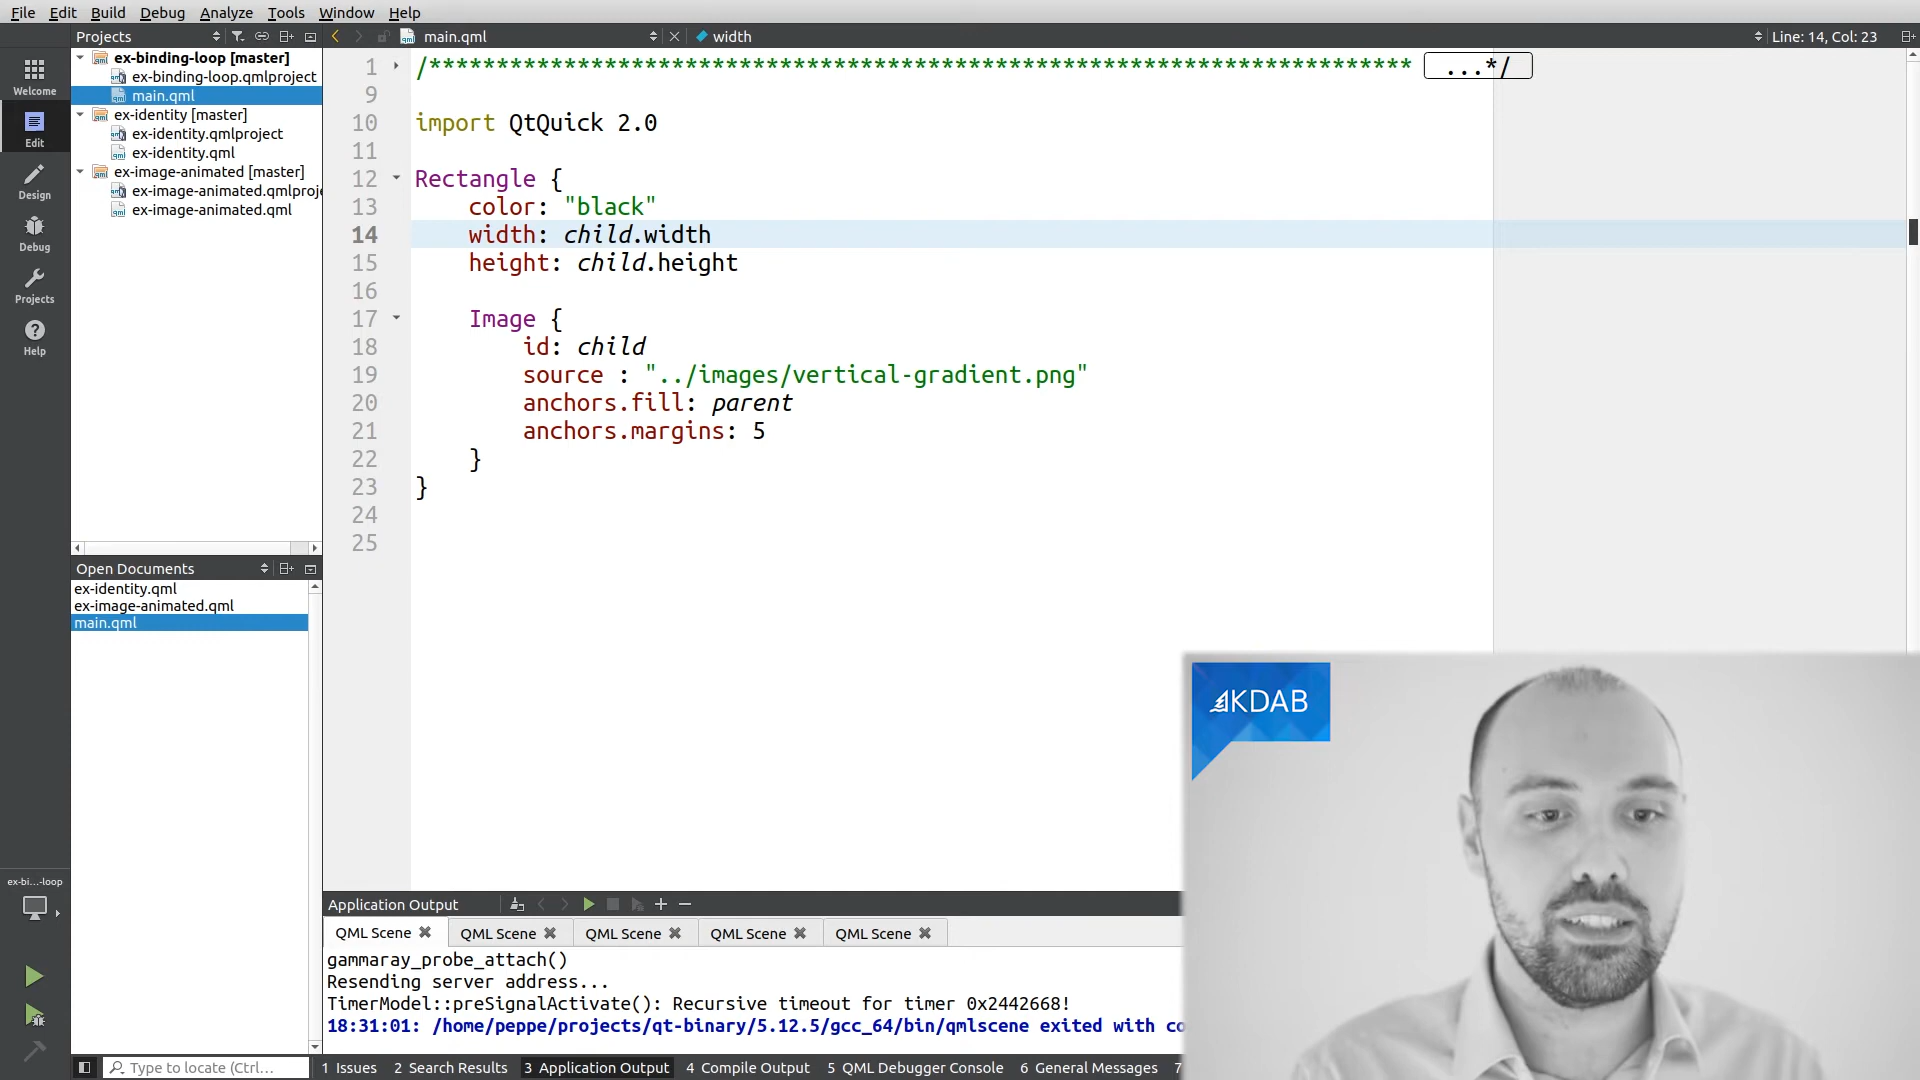 File Edit Build Debug Analyze Tools Window Help
Projects
main.qml
width
Line: 14, Col: 23
Welcome
Edit
Design
Debug
Projects
Help
ex-binding-loop [master]
ex-binding-loop.qmlproject
main.qml
ex-identity [master]
ex-identity.qmlproject
ex-identity.qml
ex-image-animated [master]
ex-image-animated.qmlproje
ex-image-animated.qml
1 /************************************************************************* ...*/
9
10 import QtQuick 2.0
11
12 Rectangle {
13 color: "black"
14 width: child.width
15 height: child.height
16
17 Image {
18 id: child
19 source : "../images/vertical-gradient.png"
20 anchors.fill: parent
21 anchors.margins: 5
22 }
23 }
24
25
Open Documents
ex-identity.qml
ex-image-animated.qml
main.qml
KDAB
ex-bi...-loop
Application Output
QML Scene QML Scene QML Scene QML Scene QML Scene
gammaray_probe_attach()
Resending server address...
TimerModel::preSignalActivate(): Recursive timeout for timer 0x2442668!
18:31:01: /home/peppe/projects/qt-binary/5.12.5/gcc_64/bin/qmlscene exited with co
Type to locate (Ctrl...
1 Issues 2 Search Results 3 Application Output 4 Compile Output 5 QML Debugger Console 6 General Messages 7